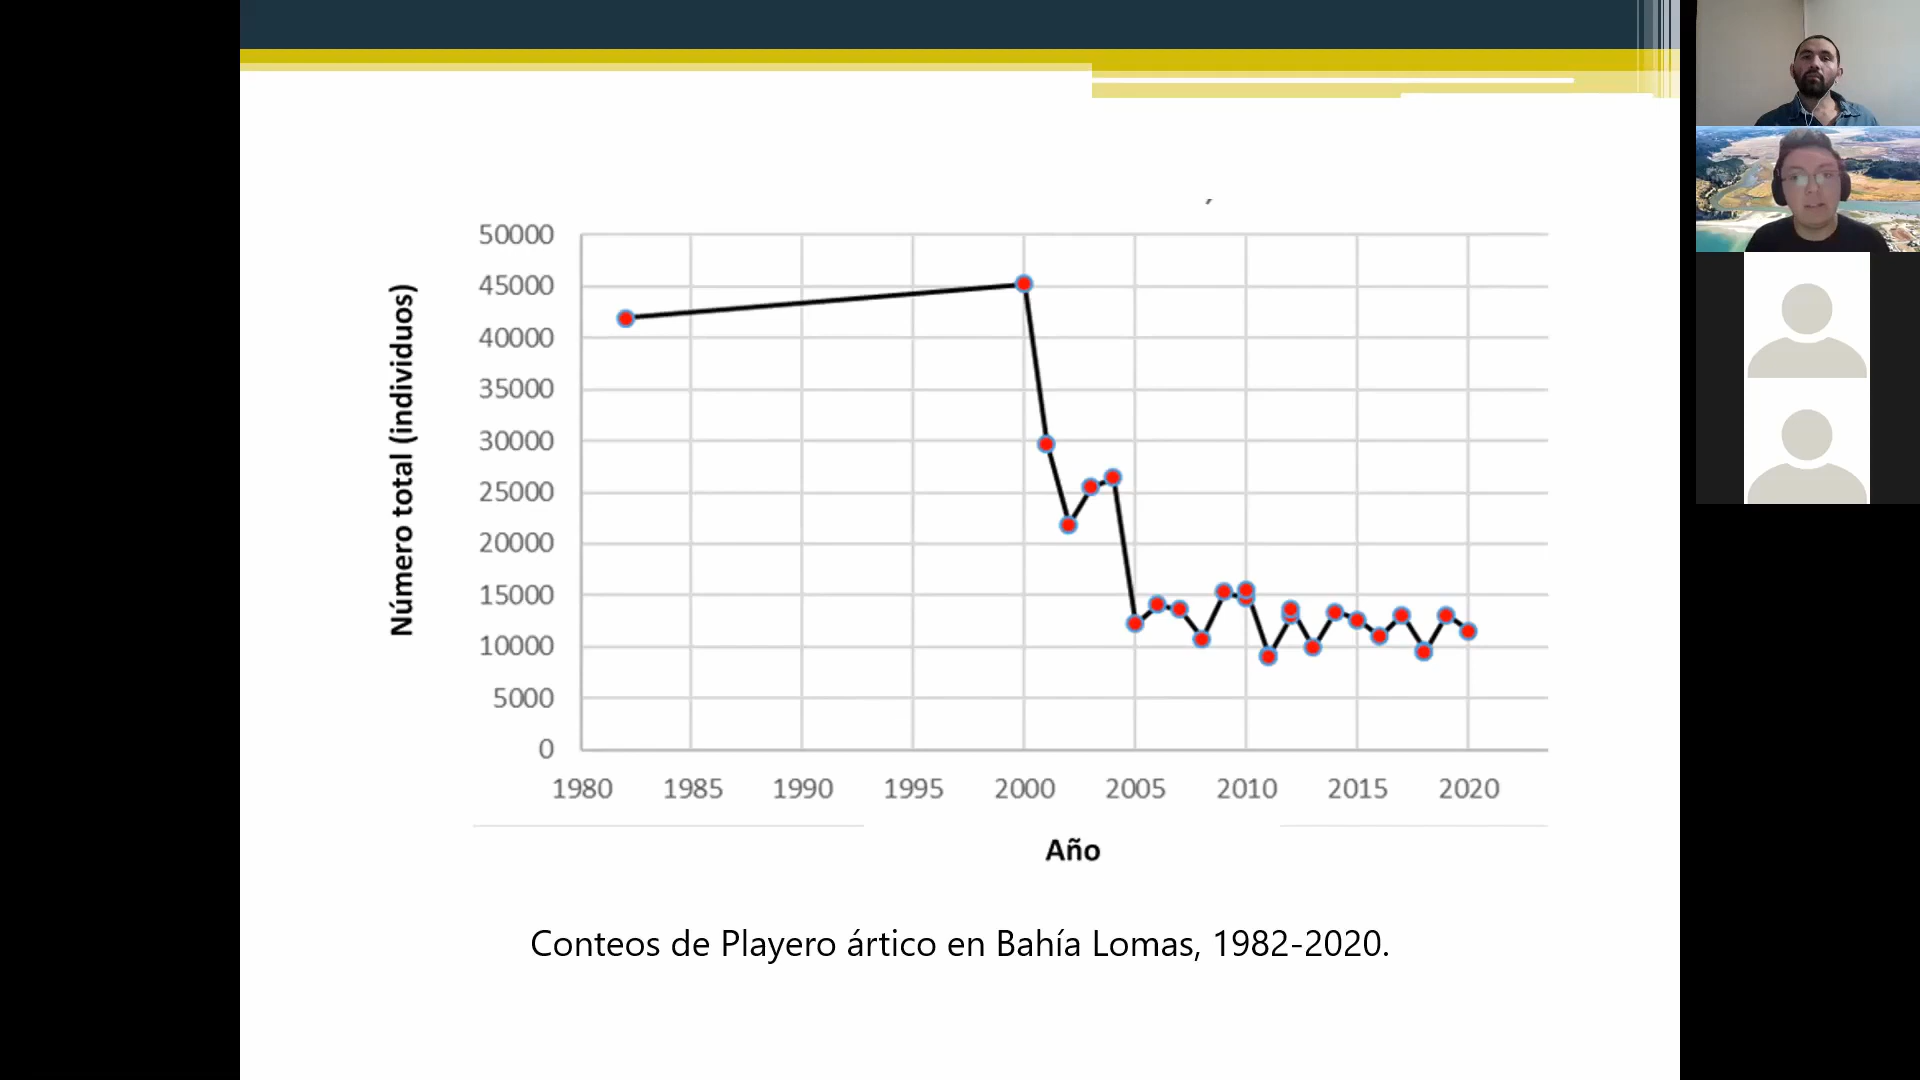 50000
45000
40000
35000
30000
25000
20000
15000
10000
5000
0
Número total (individuos)
1980 1985 1990 1995 2000 2005 2010 2015 2020
Año
Conteos de Playero ártico en Bahía Lomas, 1982-2020.